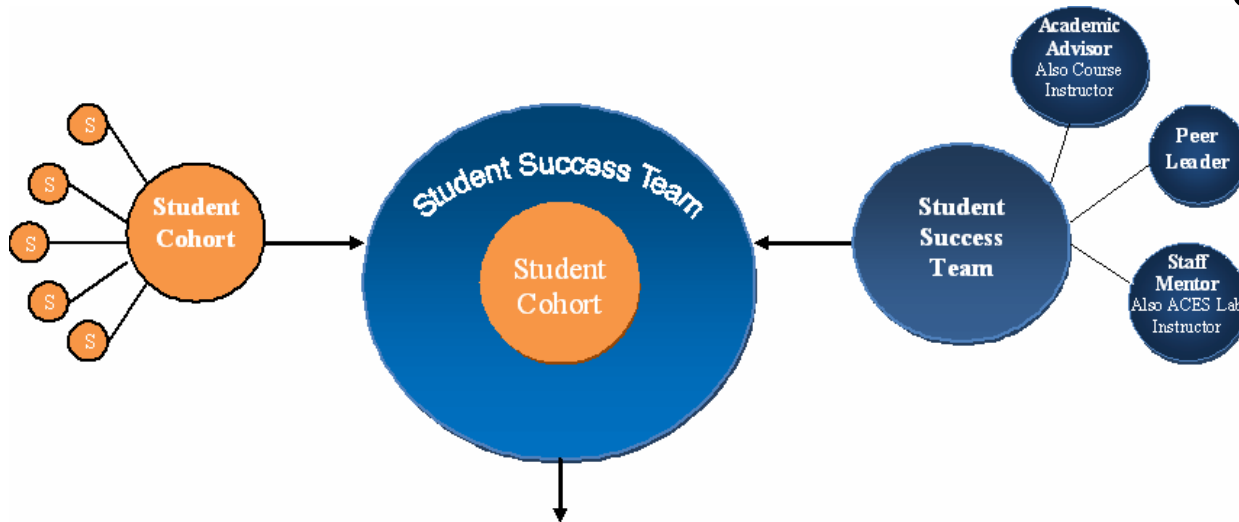 S
S
S
S
S
Student
Cohort
Student Success Team
Student
Cohort
Student
Success
Team
Academic
Advisor
Also Course
Instructor
Peer
Leader
Staff
Mentor
Also ACES Lab
Instructor